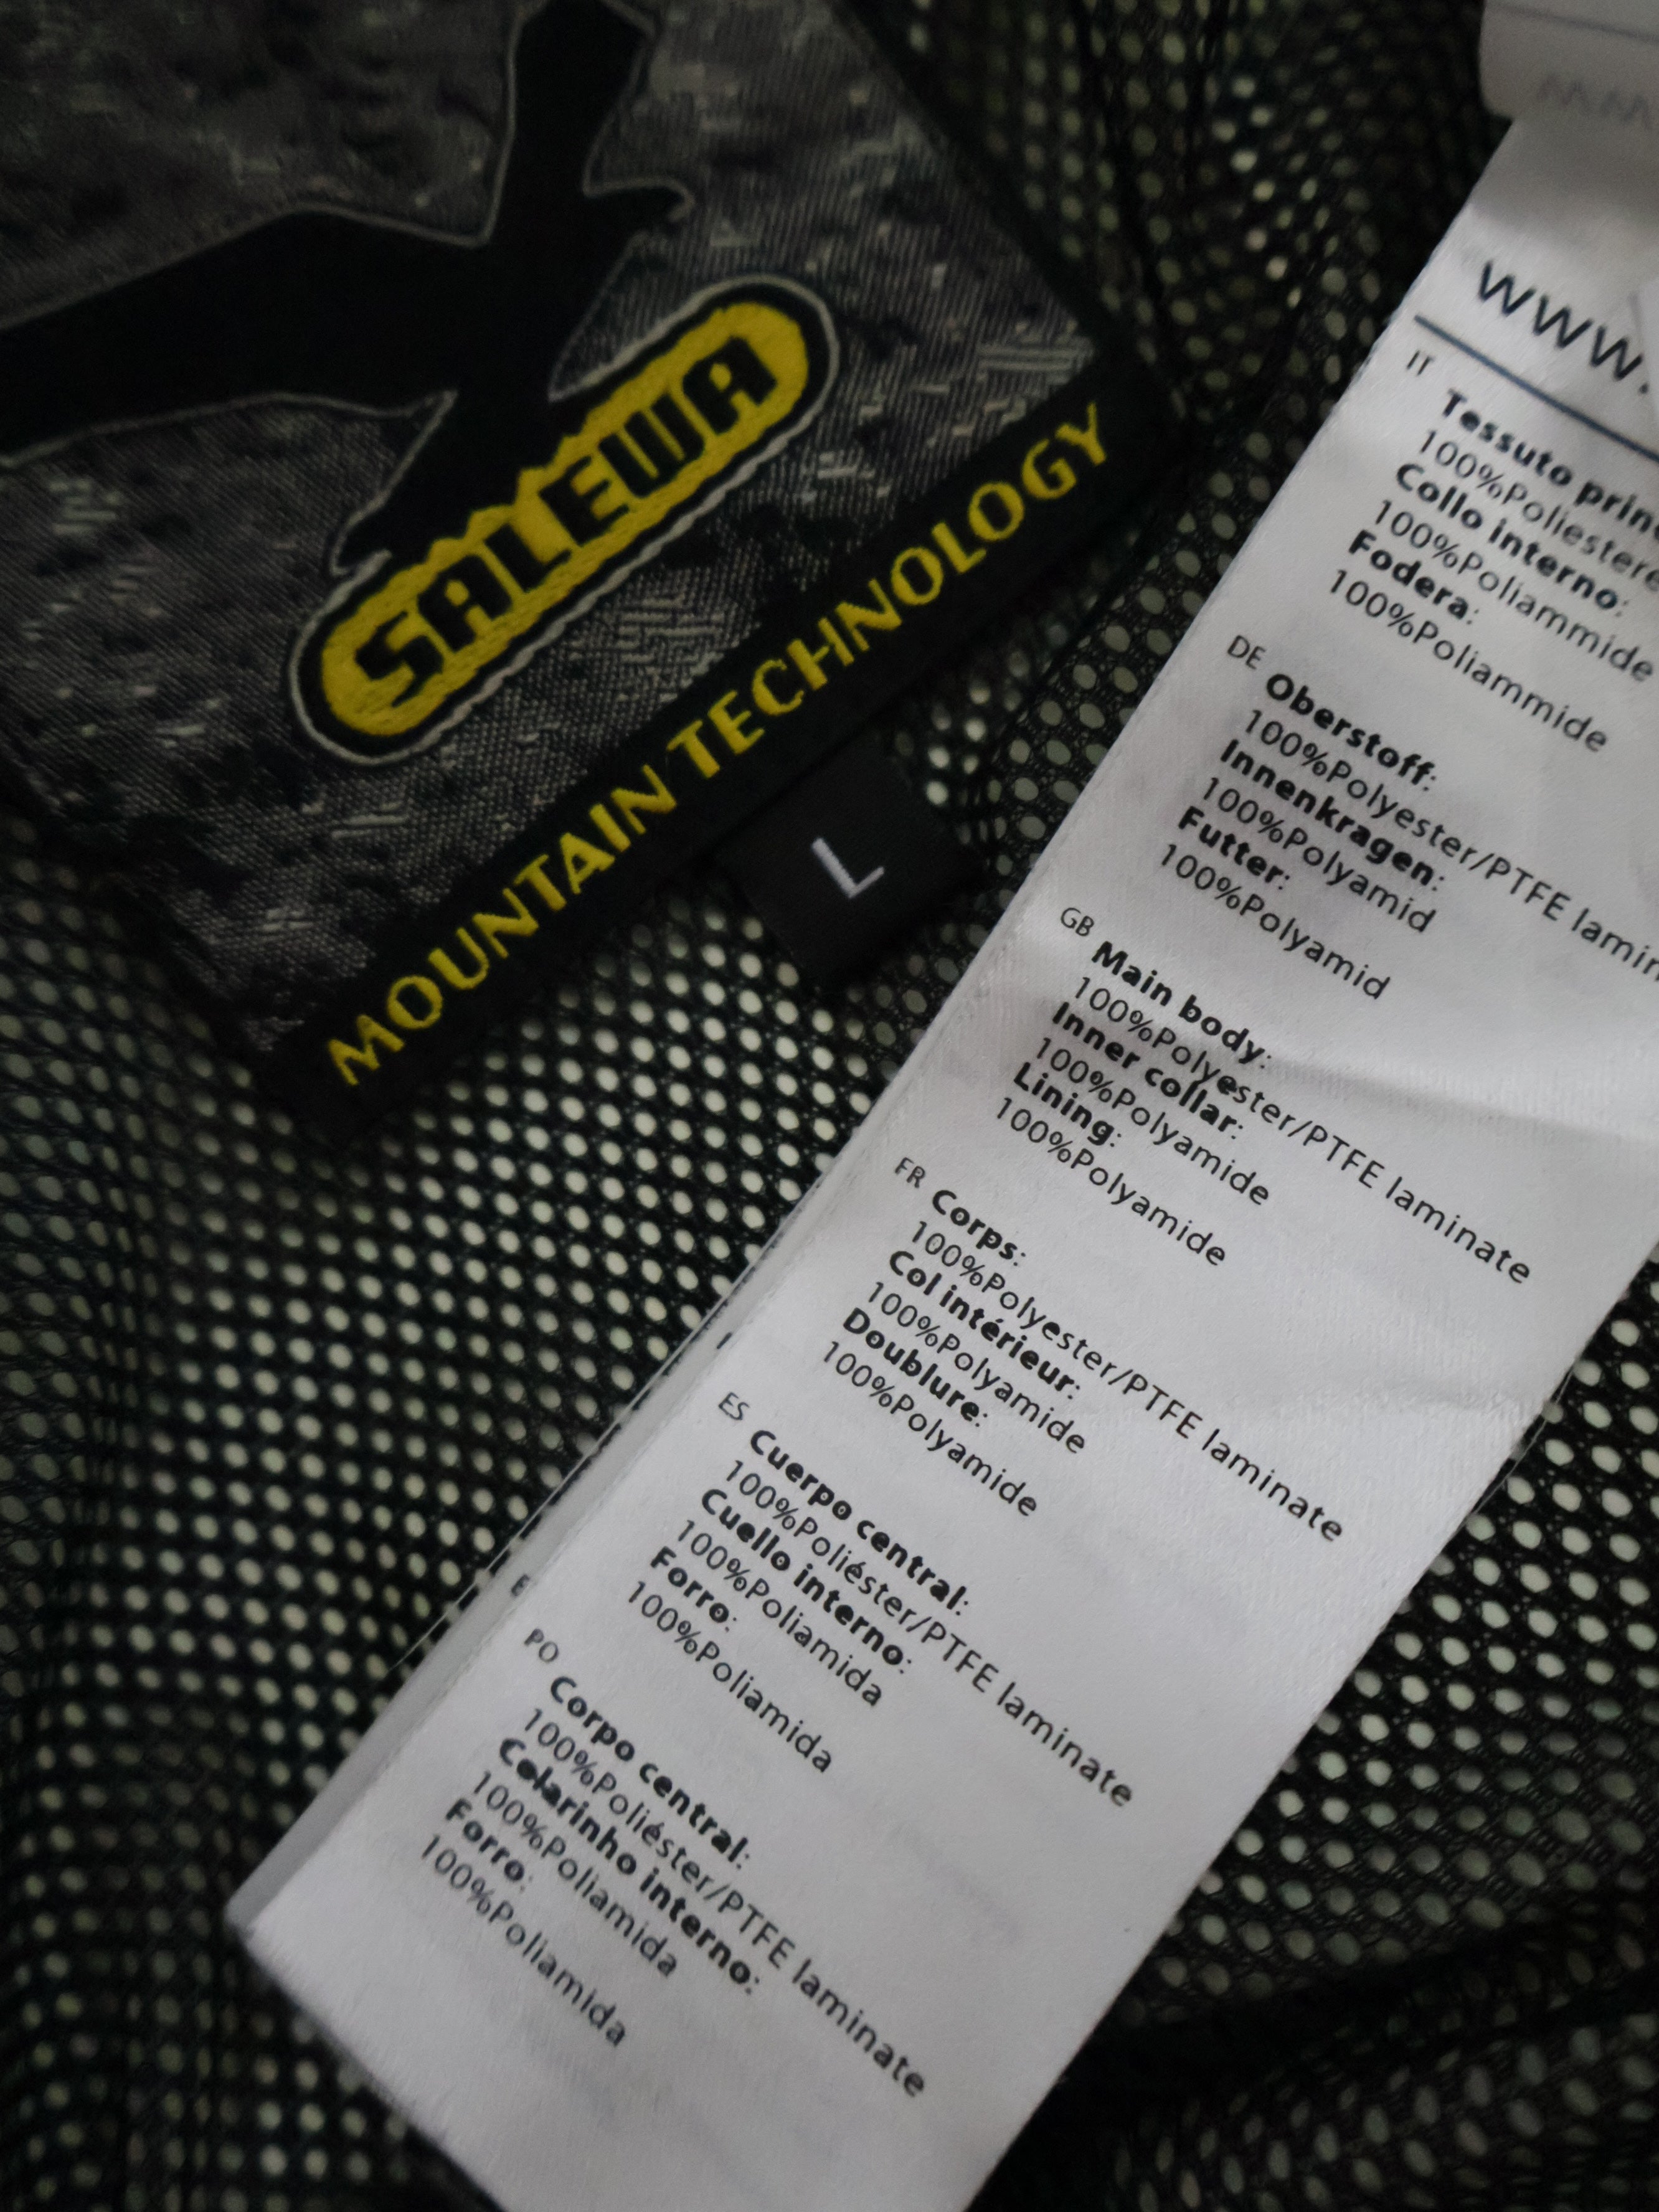 SALEWA
MOUNTAIN TECHNOLOGY
L
www.
IT
Tessuto
100%Poliestere
Collo interno:
100%Poliammide
Fodera:
100%Poliammide
DE
Oberstoff:
100%Polyester/PTFE
Innenkragen:
100%Polyamid
Futter:
100%Polyamid
GB
Main body:
100%Polyester/PTFE laminate
Inner collar:
100%Polyamide
Lining:
100%Polyamide
FR
Corps:
100%Polyester/PTFE laminate
Col intérieur:
100%Polyamide
Doublure:
100%Polyamide
ES
Cuerpo central:
100%Poliéster/PTFE laminate
Cuello interno:
100%Poliamida
Forro:
100%Poliamida
PO
Corpo central:
100%Poliéster/PTFE laminate
Colarinho interno:
100%Poliamida
Forro:
100%Poliamida